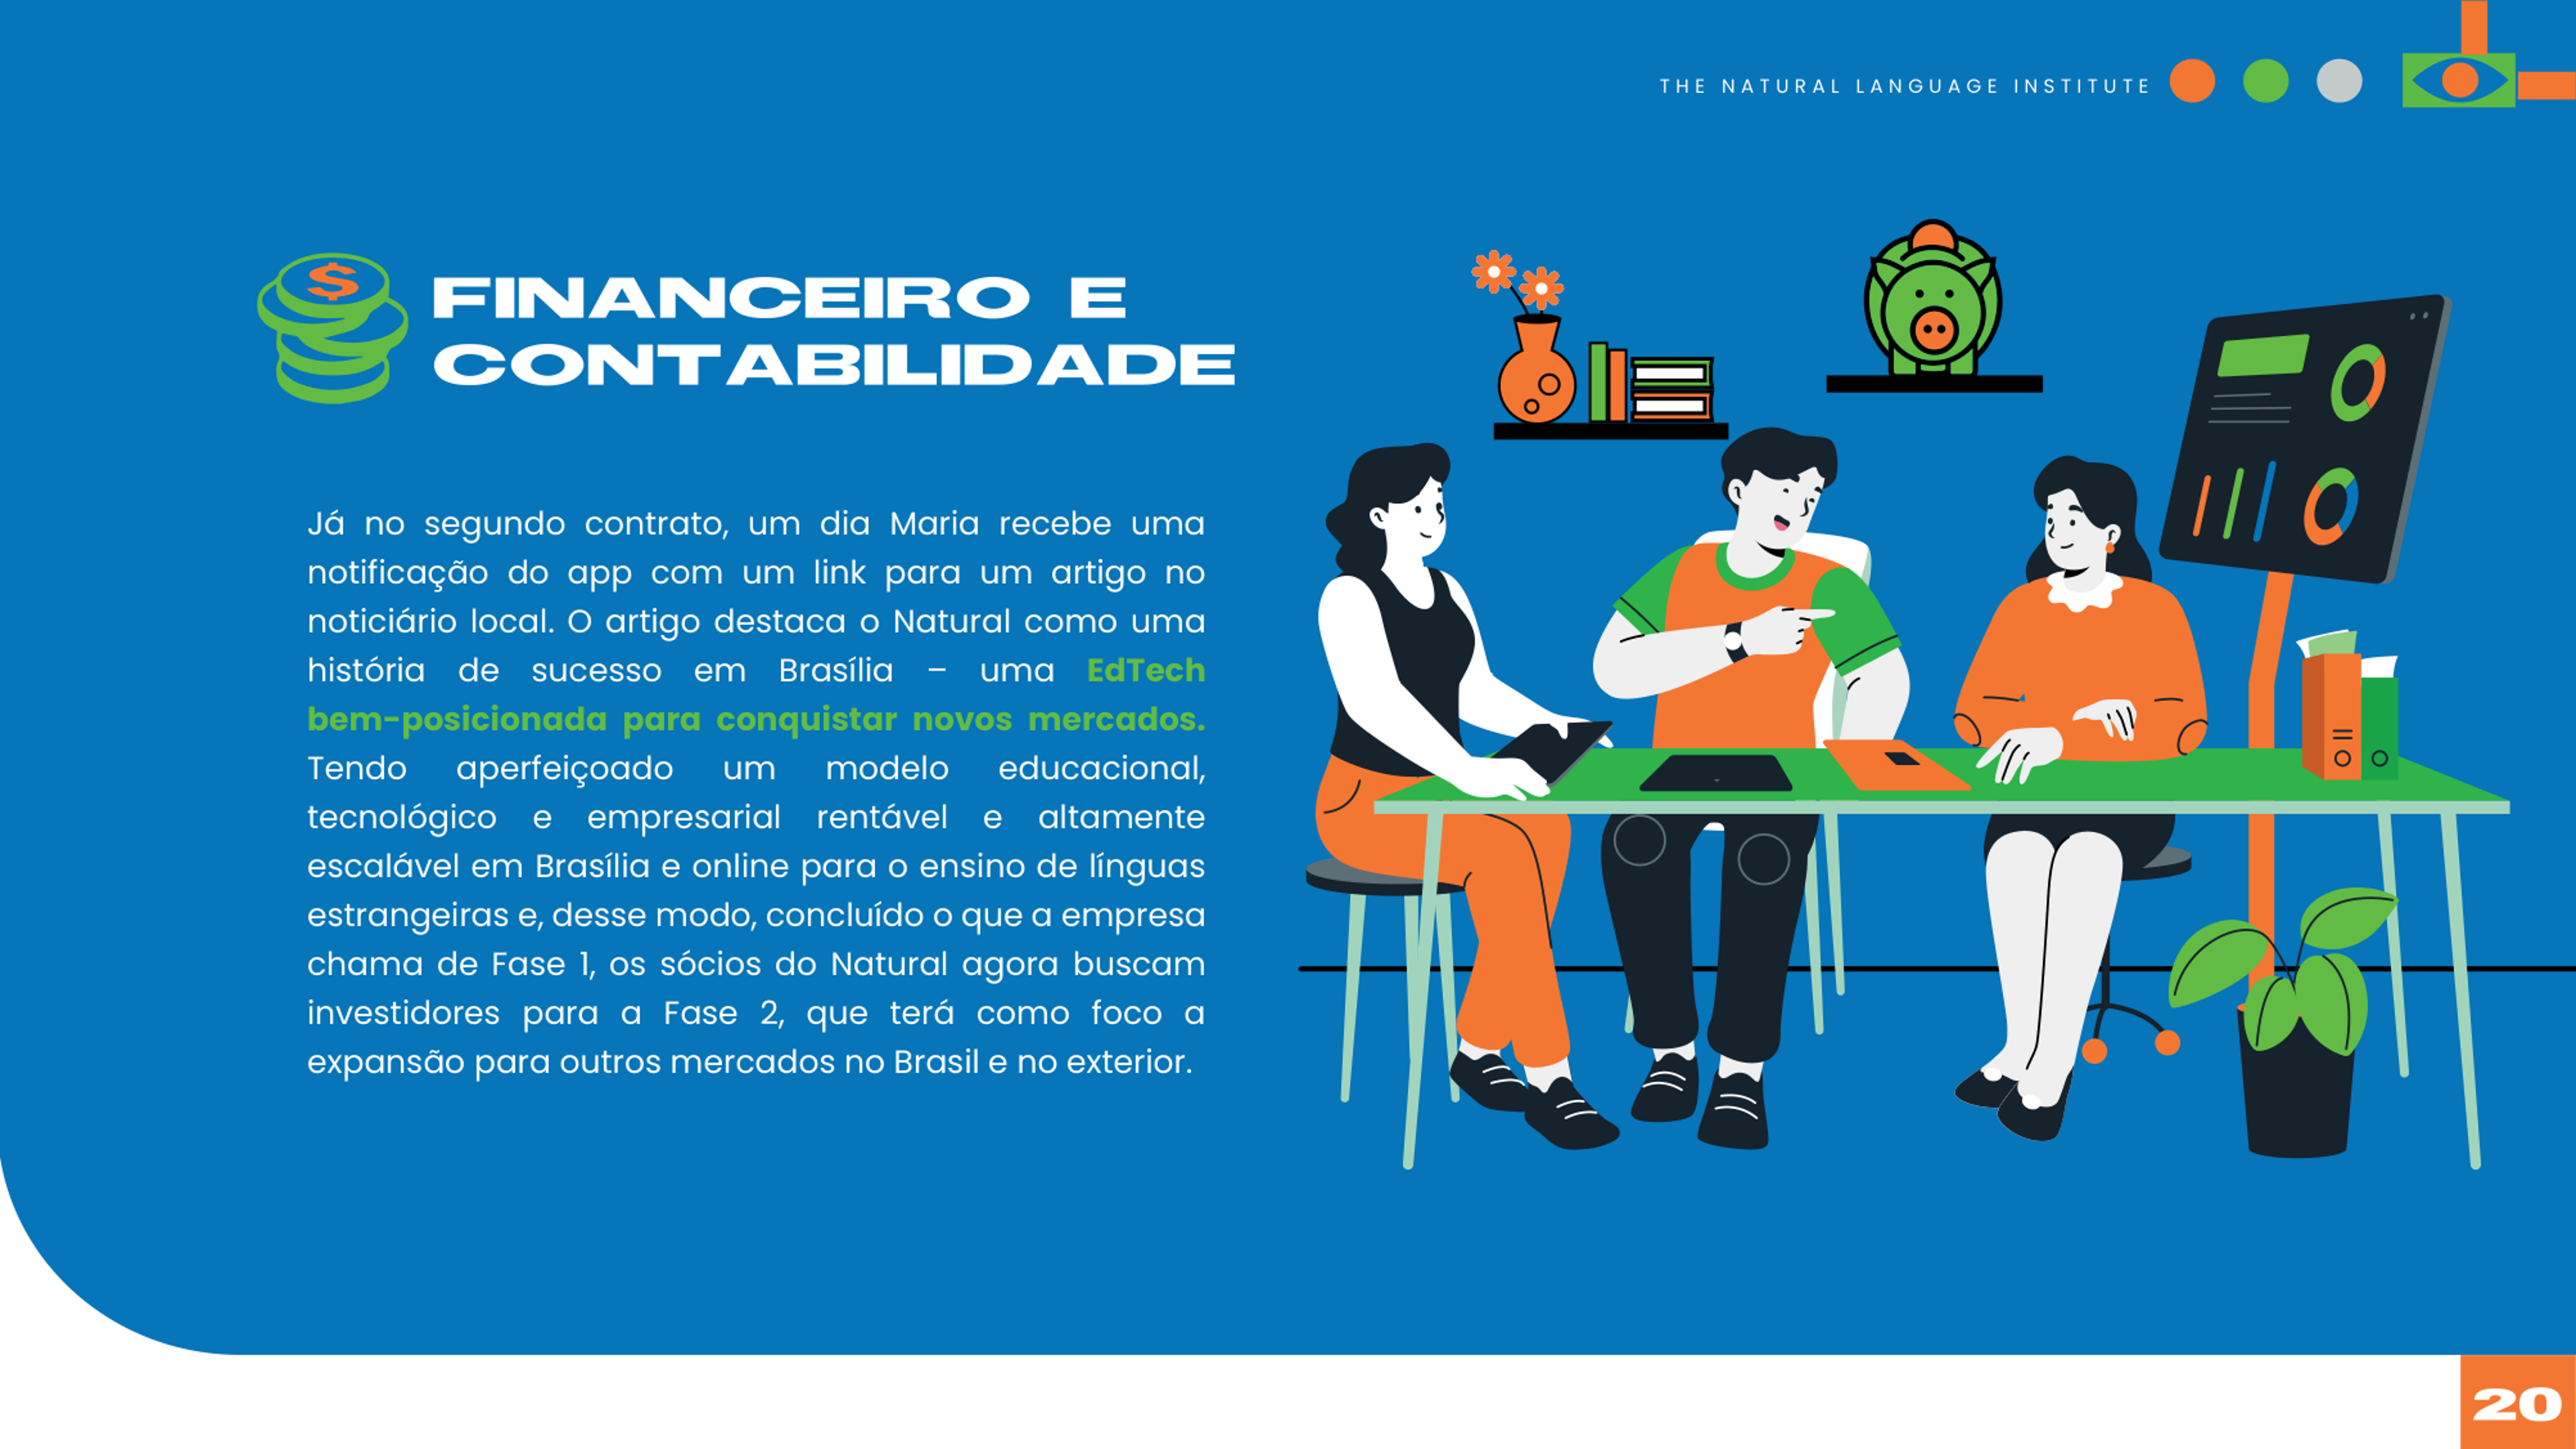 THE NATURAL LANGUAGE INSTITUTE
$
FINANCEIRO E
CONTABILIDADE
Já no segundo contrato, um dia Maria recebe uma
notificação do app com um link para um artigo no
noticiário local. O artigo destaca o Natural como uma
história de sucesso em Brasília – uma EdTech
bem-posicionada para conquistar novos mercados.
Tendo aperfeiçoado um modelo educacional,
tecnológico e empresarial rentável e altamente
escalável em Brasília e online para o ensino de línguas
estrangeiras e, desse modo, concluído o que a empresa
chama de Fase 1, os sócios do Natural agora buscam
investidores para a Fase 2, que terá como foco a
expansão para outros mercados no Brasil e no exterior.
20